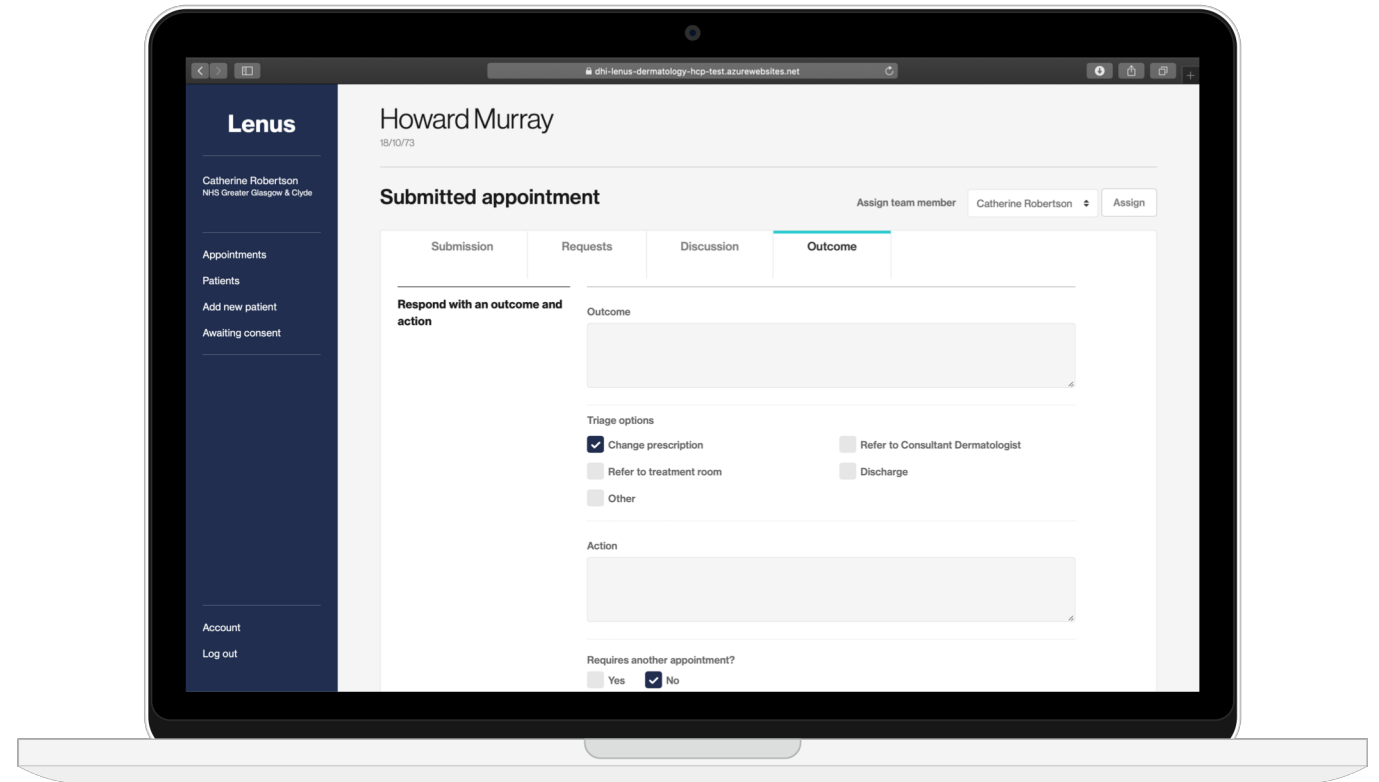 dhi-lenus-dermatology-hcp-test.azurewebsites.net
Lenus
Catherine Robertson
NHS Greater Glasgow & Clyde
Appointments
Patients
Add new patient
Awaiting consent
Account
Log out
Howard Murray
18/10/73
Submitted appointment
Assign team member
Catherine Robertson
Assign
Submission
Requests
Discussion
Outcome
Respond with an outcome and
action
Outcome
Triage options
Change prescription
Refer to Consultant Dermatologist
Refer to treatment room
Discharge
Other
Action
Requires another appointment?
Yes
No